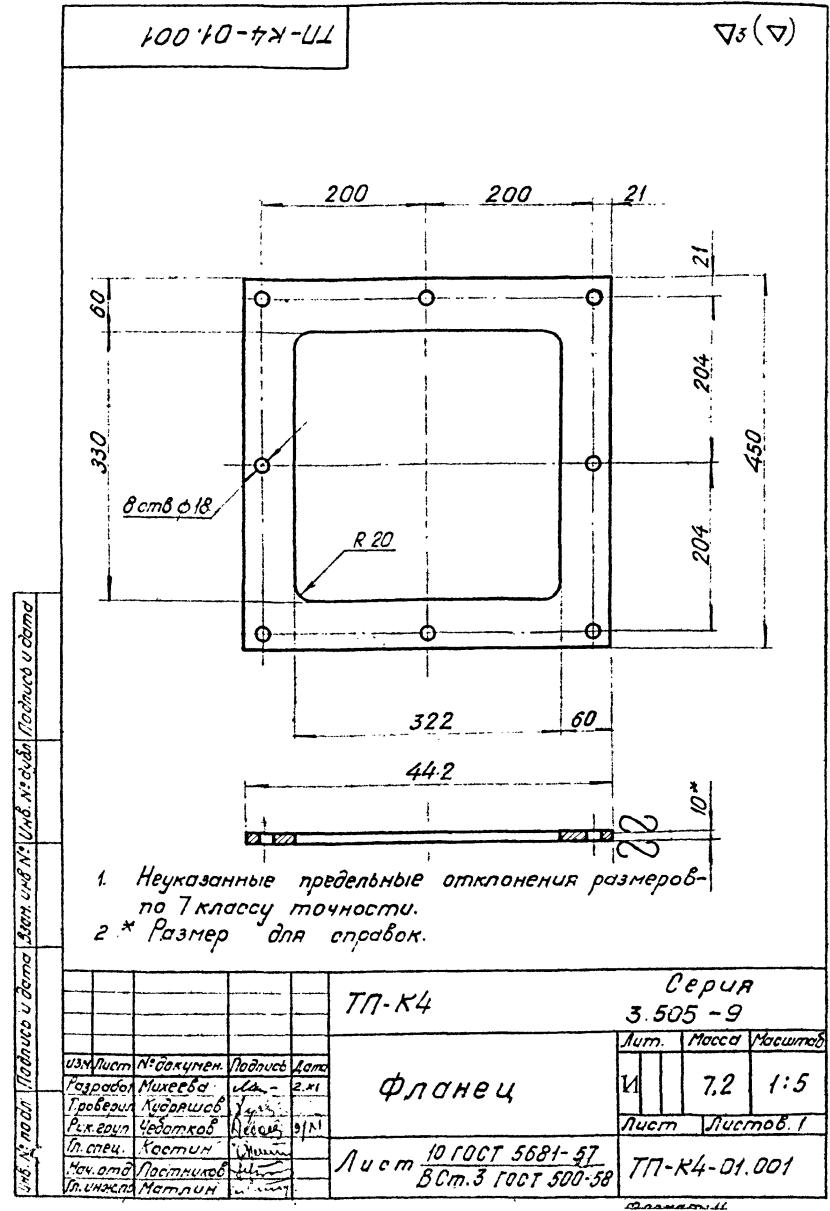 ТП-К4-01.001
▽3 (▽)
200
200
21
21
60
204
330
450
8 отв ϕ18
R 20
204
322
60
442
10*
1. Неуказанные предельные отклонения размеров-
по 7 классу точности.
2 * Размер для справок.
ТП-К4
Серия
3.505-9
Лит. Масса Масштаб
И 7,2 1:5
Лист Листов. 1
Фланец
Изм Лист № докумен. Подпись Дата
Разработ Михеева 2.XI
Проверил Кудряшов
Рук.груп Чеботков
Гл.спец. Костин
Нач.отд Постников
Гл.инж.пр Матлин
Лист 10 ГОСТ 5681-57
ВСт.3 ГОСТ 500-58
ТП-К4-01.001
Инв. № подл Подпись и дата Взам. инв № Инв. № дубл Подпись и дата